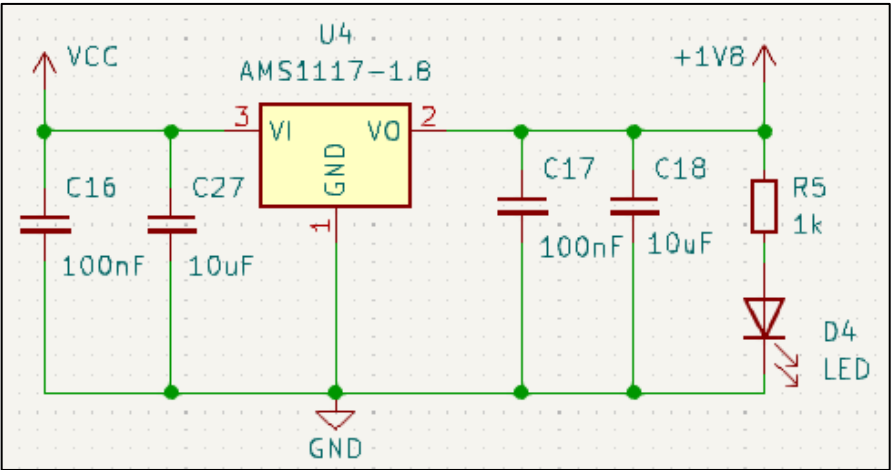 U4
AMS1117-1.8
VCC
+1V8
3
VI
VO
2
GND
1
C16
100nF
C27
10uF
C17
100nF
C18
10uF
R5
1k
D4
LED
GND